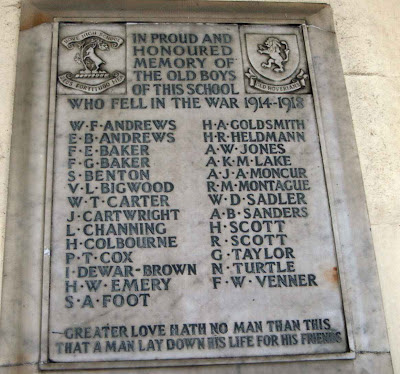 IN PROUD AND
HONOURED
MEMORY OF
THE OLD BOYS
OF THIS SCHOOL
WHO FELL IN THE WAR 1914-1918
OLD HOVERIANS
W·F·ANDREWS
E·B·ANDREWS
F·E·BAKER
F·G·BAKER
S·BENTON
V·L·BIGWOOD
W·T·CARTER
J·CARTWRIGHT
L·CHANNING
H·COLBOURNE
P·T·COX
I·DEWAR-BROWN
H·W·EMERY
S·A·FOOT
H·A·GOLDSMITH
H·R·HELDMANN
A·W·JONES
A·K·M·LAKE
A·J·A·MONCUR
R·M·MONTAGUE
W·D·SADLER
A·B·SANDERS
H·SCOTT
R·SCOTT
G·TAYLOR
N·TURTLE
F·W·VENNER
GREATER LOVE HATH NO MAN THAN THIS
THAT A MAN LAY DOWN HIS LIFE FOR HIS FRIENDS